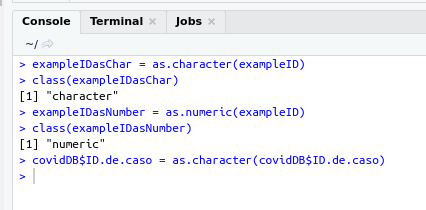 Console Terminal × Jobs ×
~/
> exampleIDasChar = as.character(exampleID)
> class(exampleIDasChar)
[1] "character"
> exampleIDasNumber = as.numeric(exampleID)
> class(exampleIDasNumber)
[1] "numeric"
> covidDB$ID.de.caso = as.character(covidDB$ID.de.caso)
>